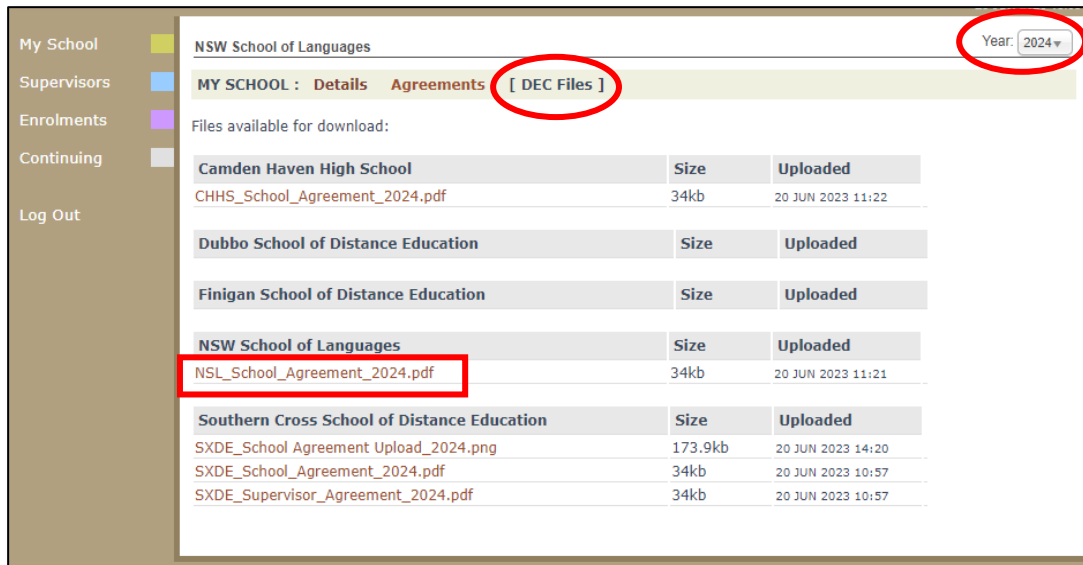 My School
Supervisors
Enrolments
Continuing
Log Out
NSW School of Languages
Year: 2024
MY SCHOOL : Details Agreements [ DEC Files ]
Files available for download:
Camden Haven High School Size Uploaded
CHHS_School_Agreement_2024.pdf 34kb 20 JUN 2023 11:22
Dubbo School of Distance Education Size Uploaded
Finigan School of Distance Education Size Uploaded
NSW School of Languages Size Uploaded
NSL_School_Agreement_2024.pdf 34kb 20 JUN 2023 11:21
Southern Cross School of Distance Education Size Uploaded
SXDE_School Agreement Upload_2024.png 173.9kb 20 JUN 2023 14:20
SXDE_School_Agreement_2024.pdf 34kb 20 JUN 2023 10:57
SXDE_Supervisor_Agreement_2024.pdf 34kb 20 JUN 2023 10:57